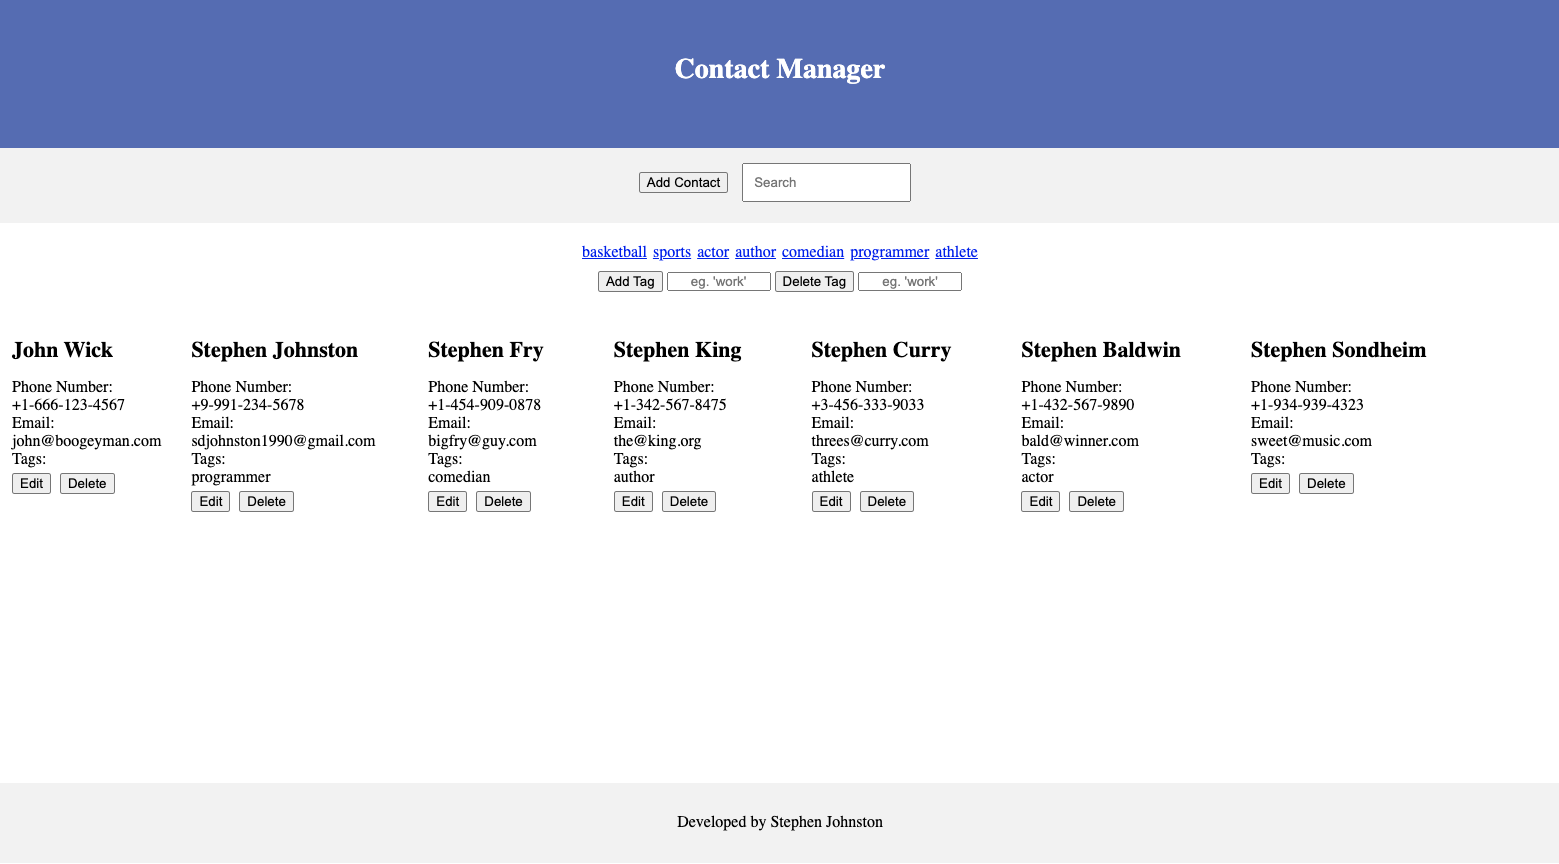 Contact Manager
Add Contact Search
basketball sports actor author comedian programmer athlete
Add Tag eg. 'work' Delete Tag eg. 'work'
John Wick
Phone Number:
+1-666-123-4567
Email:
john@boogeyman.com
Tags:
Edit Delete
Stephen Johnston
Phone Number:
+9-991-234-5678
Email:
sdjohnston1990@gmail.com
Tags:
programmer
Edit Delete
Stephen Fry
Phone Number:
+1-454-909-0878
Email:
bigfry@guy.com
Tags:
comedian
Edit Delete
Stephen King
Phone Number:
+1-342-567-8475
Email:
the@king.org
Tags:
author
Edit Delete
Stephen Curry
Phone Number:
+3-456-333-9033
Email:
threes@curry.com
Tags:
athlete
Edit Delete
Stephen Baldwin
Phone Number:
+1-432-567-9890
Email:
bald@winner.com
Tags:
actor
Edit Delete
Stephen Sondheim
Phone Number:
+1-934-939-4323
Email:
sweet@music.com
Tags:
Edit Delete
Developed by Stephen Johnston